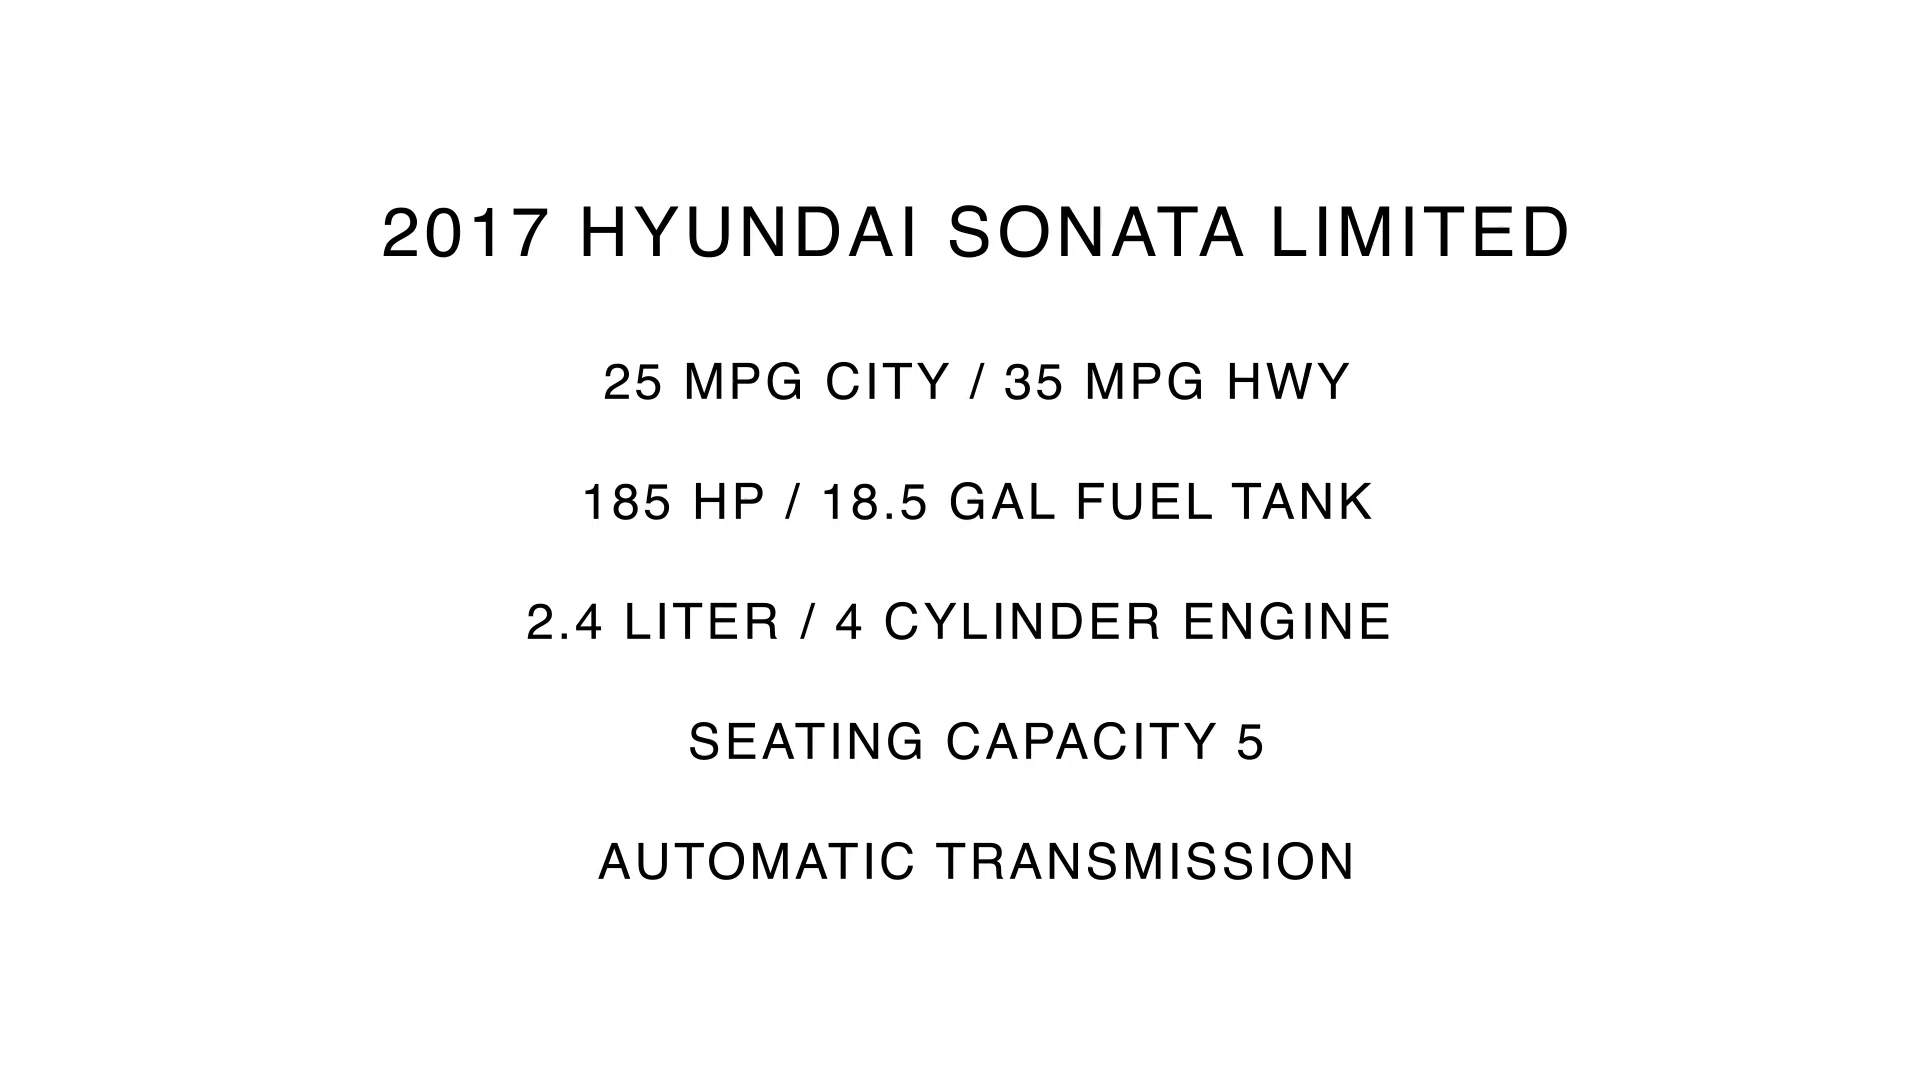 2017 HYUNDAI SONATA LIMITED
25 MPG CITY / 35 MPG HWY
185 HP / 18.5 GAL FUEL TANK
2.4 LITER / 4 CYLINDER ENGINE
SEATING CAPACITY 5
AUTOMATIC TRANSMISSION